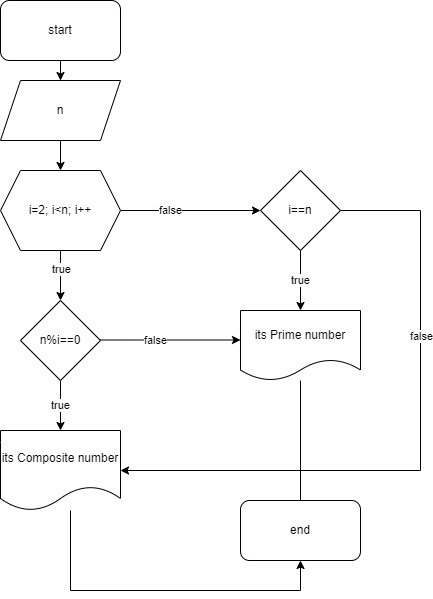 start
n
i=2; i<n; i++
false
i==n
true
true
its Prime number
n%i==0
false
false
true
its Composite number
end